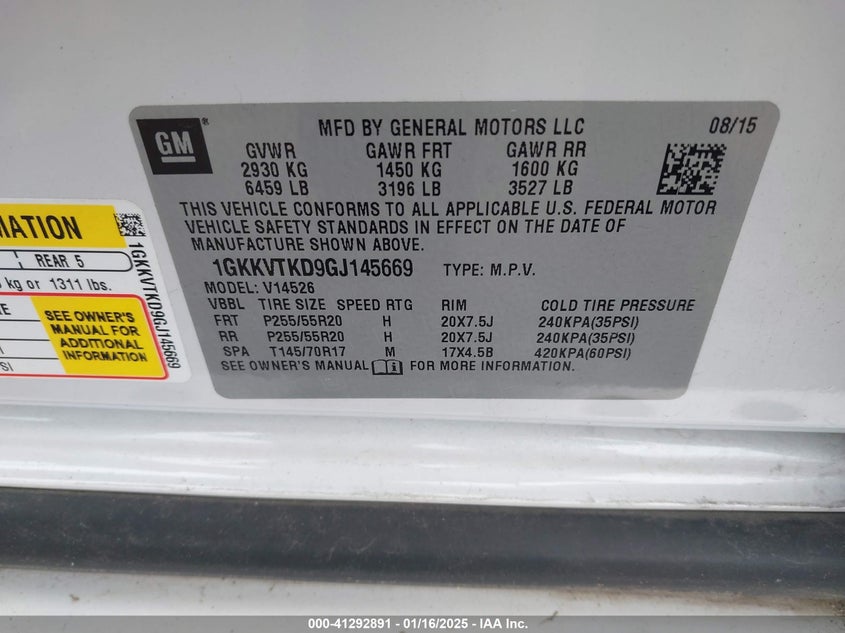 GM®
MFD BY GENERAL MOTORS LLC 08/15
GVWR GAWR FRT GAWR RR
2930 KG 1450 KG 1600 KG
6459 LB 3196 LB 3527 LB
THIS VEHICLE CONFORMS TO ALL APPLICABLE U.S. FEDERAL MOTOR
VEHICLE SAFETY STANDARDS IN EFFECT ON THE DATE OF
MANUFACTURE SHOWN ABOVE.
1GKKVTKD9GJ145669 TYPE: M.P.V.
MODEL: V14526
VBBL TIRE SIZE SPEED RTG RIM COLD TIRE PRESSURE
FRT P255/55R20 H 20X7.5J 240KPA(35PSI)
RR P255/55R20 H 20X7.5J 240KPA(35PSI)
SPA T145/70R17 M 17X4.5B 420KPA(60PSI)
SEE OWNER'S MANUAL FOR MORE INFORMATION.
MATION
REAR 5
kg or 1311 lbs.
SEE OWNER'S
MANUAL FOR
ADDITIONAL
INFORMATION
1GKKVTKD9GJ145669
000-41292891 - 01/16/2025 - IAA Inc.